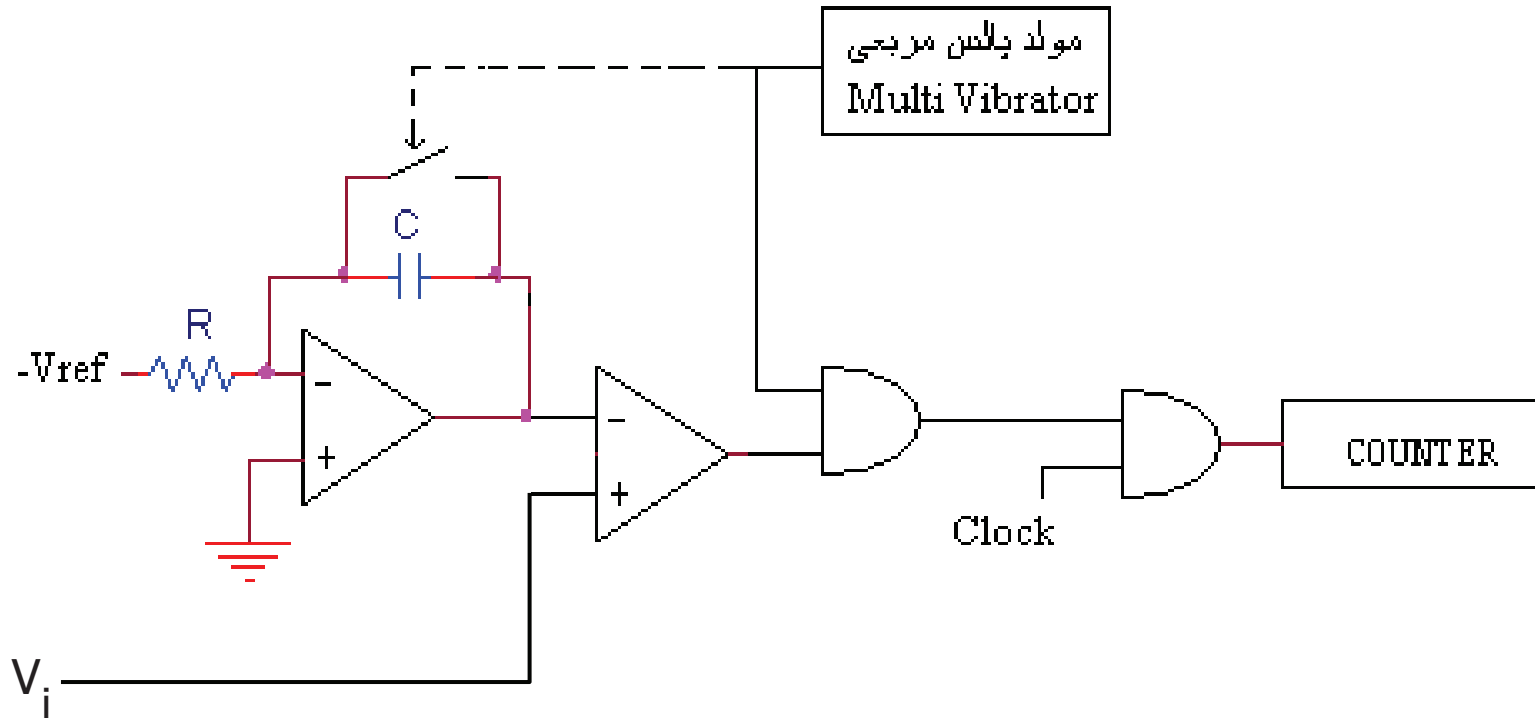 مولد پالس مربعی
Multi Vibrator
C
R
-Vref
-
+
-
+
COUNTER
Clock
Vi